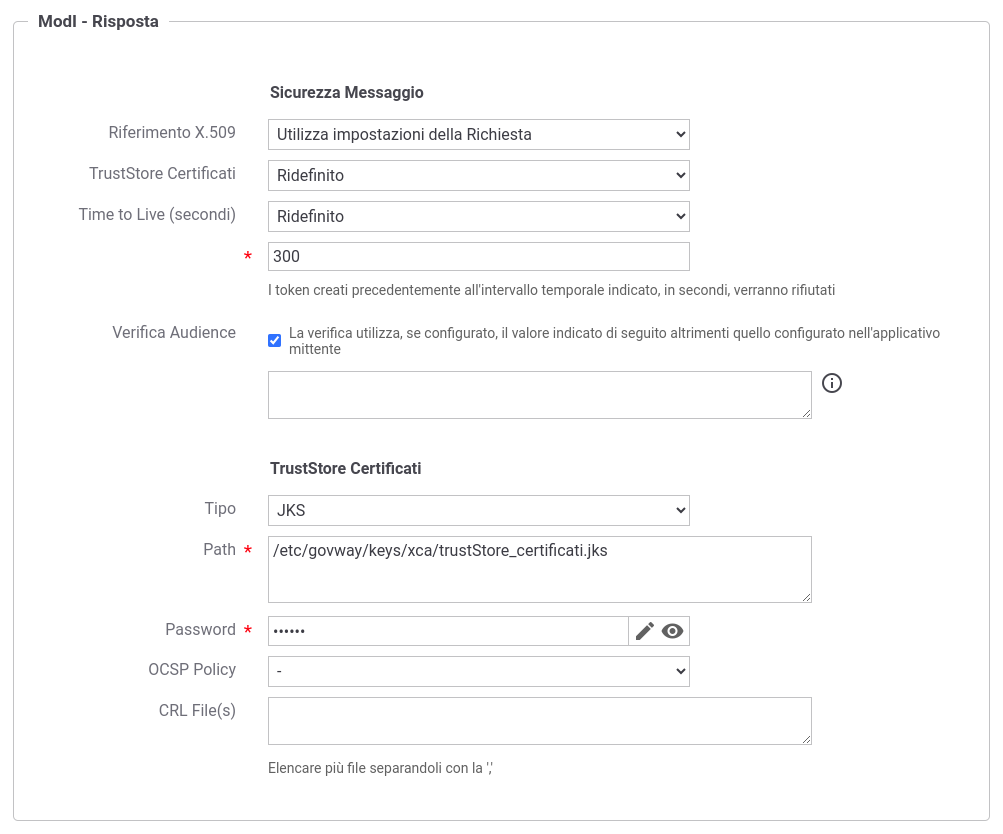 ModI - Risposta
Sicurezza Messaggio
Riferimento X.509 Utilizza impostazioni della Richiesta
TrustStore Certificati Ridefinito
Time to Live (secondi) Ridefinito
* 300
I token creati precedentemente all'intervallo temporale indicato, in secondi, verranno rifiutati
Verifica Audience La verifica utilizza, se configurato, il valore indicato di seguito altrimenti quello configurato nell'applicativo
mittente
TrustStore Certificati
Tipo JKS
Path * /etc/govway/keys/xca/trustStore_certificati.jks
Password * ••••••
OCSP Policy -
CRL File(s)
Elencare più file separandoli con la ','